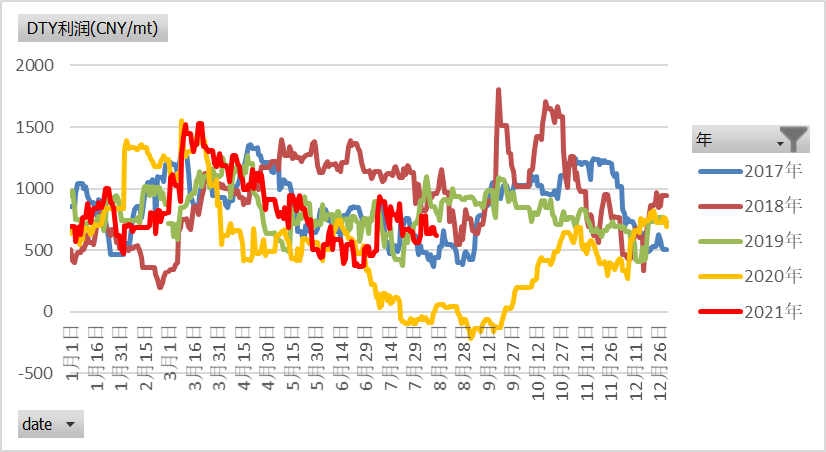 DTY利润(CNY/mt)
2000
1500
1000
500
0
-500
1月1日
1月16日
1月31日
2月15日
3月1日
3月16日
3月31日
4月15日
4月30日
5月15日
5月30日
6月14日
6月29日
7月14日
7月29日
8月13日
8月28日
9月12日
9月27日
10月12日
10月27日
11月11日
11月26日
12月11日
12月26日
年
2017年
2018年
2019年
2020年
2021年
date